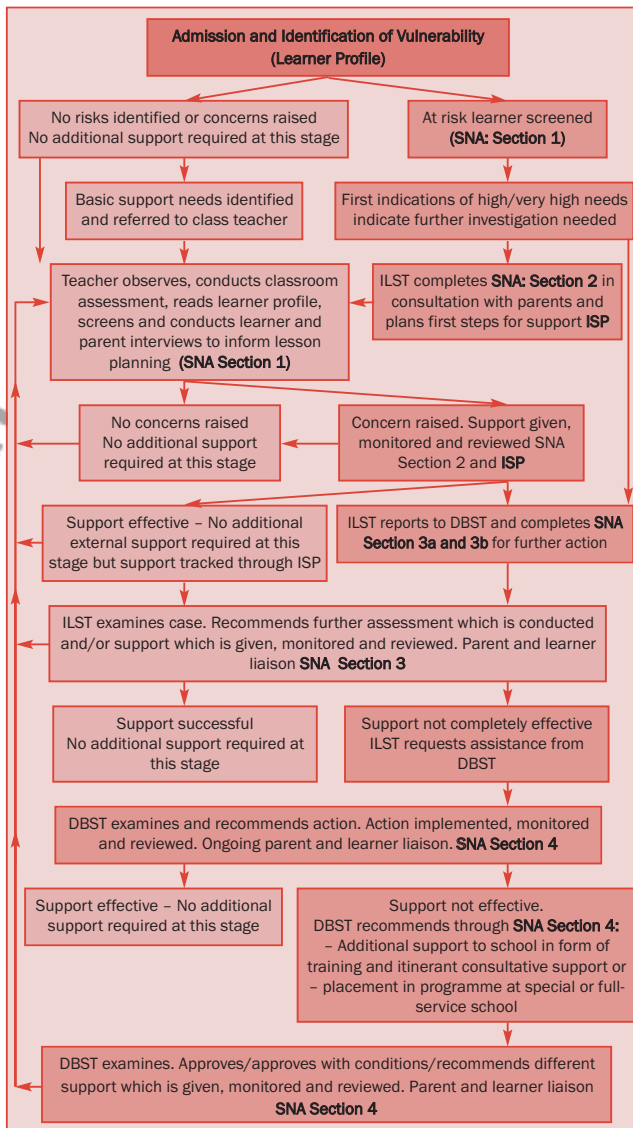 Admission and Identification of Vulnerability
(Learner Profile)
No risks identified or concerns raised
No additional support required at this stage
At risk learner screened
(SNA: Section 1)
Basic support needs identified
and referred to class teacher
First indications of high/very high needs
indicate further investigation needed
Teacher observes, conducts classroom
assessment, reads learner profile,
screens and conducts learner and
parent interviews to inform lesson
planning (SNA Section 1)
ILST completes SNA: Section 2 in
consultation with parents and
plans first steps for support ISP
No concerns raised
No additional support
required at this stage
Concern raised. Support given,
monitored and reviewed SNA
Section 2 and ISP
Support effective – No additional
external support required at this
stage but support tracked through ISP
ILST reports to DBST and completes SNA
Section 3a and 3b for further action
ILST examines case. Recommends further assessment which is conducted
and/or support which is given, monitored and reviewed. Parent and learner
liaison SNA Section 3
Support successful
No additional support required at
this stage
Support not completely effective
ILST requests assistance from
DBST
DBST examines and recommends action. Action implemented, monitored
and reviewed. Ongoing parent and learner liaison. SNA Section 4
Support effective – No additional
support required at this stage
Support not effective.
DBST recommends through SNA Section 4:
– Additional support to school in form of
training and itinerant consultative support or
– placement in programme at special or full-
service school
DBST examines. Approves/approves with conditions/recommends different
support which is given, monitored and reviewed. Parent and learner liaison
SNA Section 4